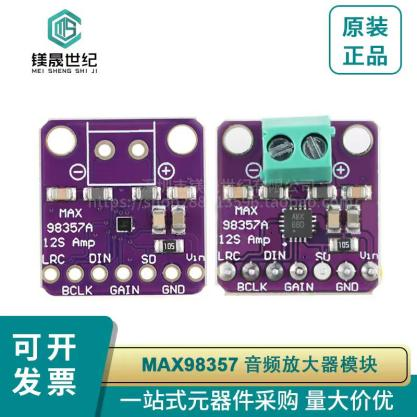 镁晟世纪
MEI SHENG SHI JI
原装
正品
MAX
98357A
12S Amp
LRC DIN SD Vin
BCLK GAIN GND
105
MAX
98357A
12S Amp
LRC DIN SD Vin
BCLK GAIN GND
105
可开
发票
MAX98357 音频放大器模块
一站式元器件采购 量大价优